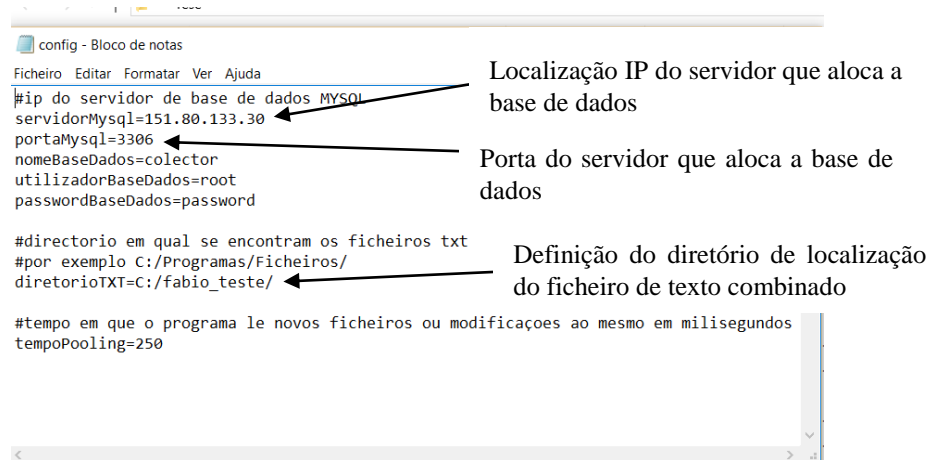 config - Bloco de notas
Ficheiro Editar Formatar Ver Ajuda
#ip do servidor de base de dados MYSQL
servidorMysql=151.80.133.30
portaMysql=3306
nomeBaseDados=colector
utilizadorBaseDados=root
passwordBaseDados=password
#directorio em qual se encontram os ficheiros txt
#por exemplo C:/Programas/Ficheiros/
diretorioTXT=C:/fabio_teste/
#tempo em que o programa le novos ficheiros ou modificaçoes ao mesmo em milisegundos
tempoPooling=250
Localização IP do servidor que aloca a
base de dados
Porta do servidor que aloca a base de
dados
Definição do diretório de localização
do ficheiro de texto combinado